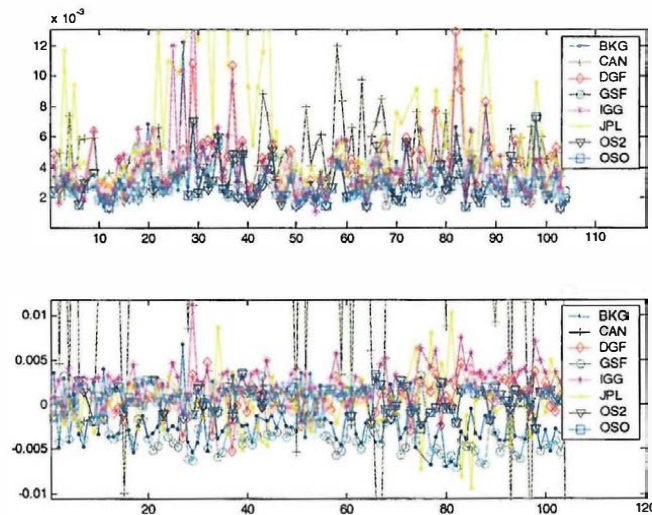 x 10⁻³
12
10
8
6
4
2
10 20 30 40 50 60 70 80 90 100 110
BKG
CAN
DGF
GSF
IGG
JPL
OS2
OSO
0.01
0.005
0
-0.005
-0.01
20 40 60 80 100 120
BKG
CAN
DGF
GSF
IGG
JPL
OS2
OSO